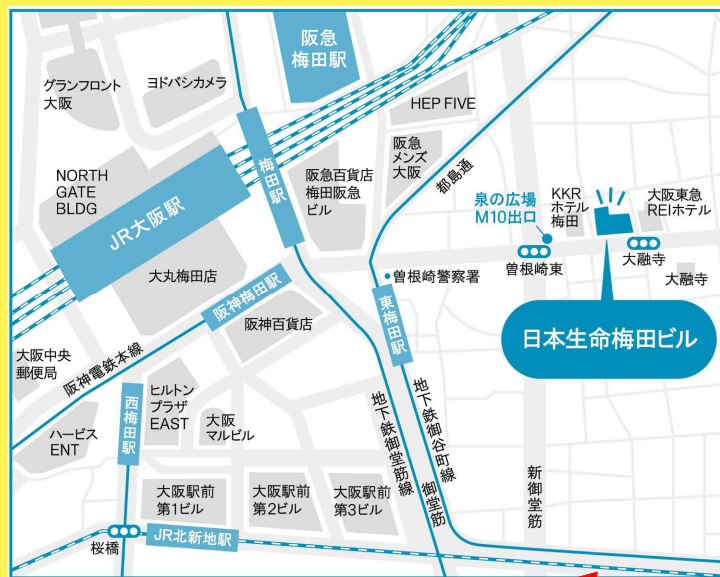 阪急
梅田駅
グランフロント
大阪
ヨドバシカメラ
HEP FIVE
阪急
メンズ
大阪
梅田駅
阪急百貨店
梅田阪急
ビル
都島通
NORTH
GATE
BLDG
JR大阪駅
泉の広場
M10出口
KKR
ホテル
梅田
大阪東急
REIホテル
曽根崎東
大融寺
大融寺
曽根崎警察署
大丸梅田店
阪神梅田駅
阪神百貨店
東梅田駅
日本生命梅田ビル
大阪中央
郵便局
阪神電鉄本線
西梅田駅
ヒルトン
プラザ
EAST
大阪
マルビル
ハービス
ENT
地下鉄御堂筋線
地下鉄御谷町線
御堂筋
新御堂筋
大阪駅前
第1ビル
大阪駅前
第2ビル
大阪駅前
第3ビル
桜橋
JR北新地駅